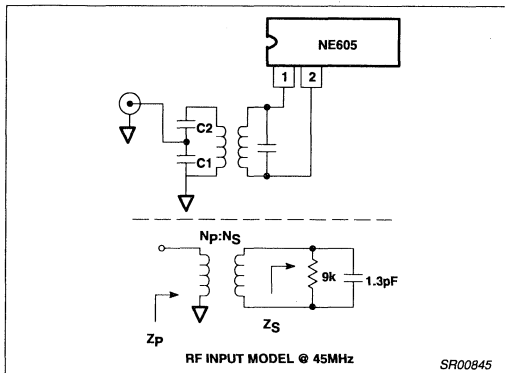 NE605
1 2
C2
C1
NP:NS
9k
1.3pF
ZS
ZP
RF INPUT MODEL @ 45MHz
SR00845